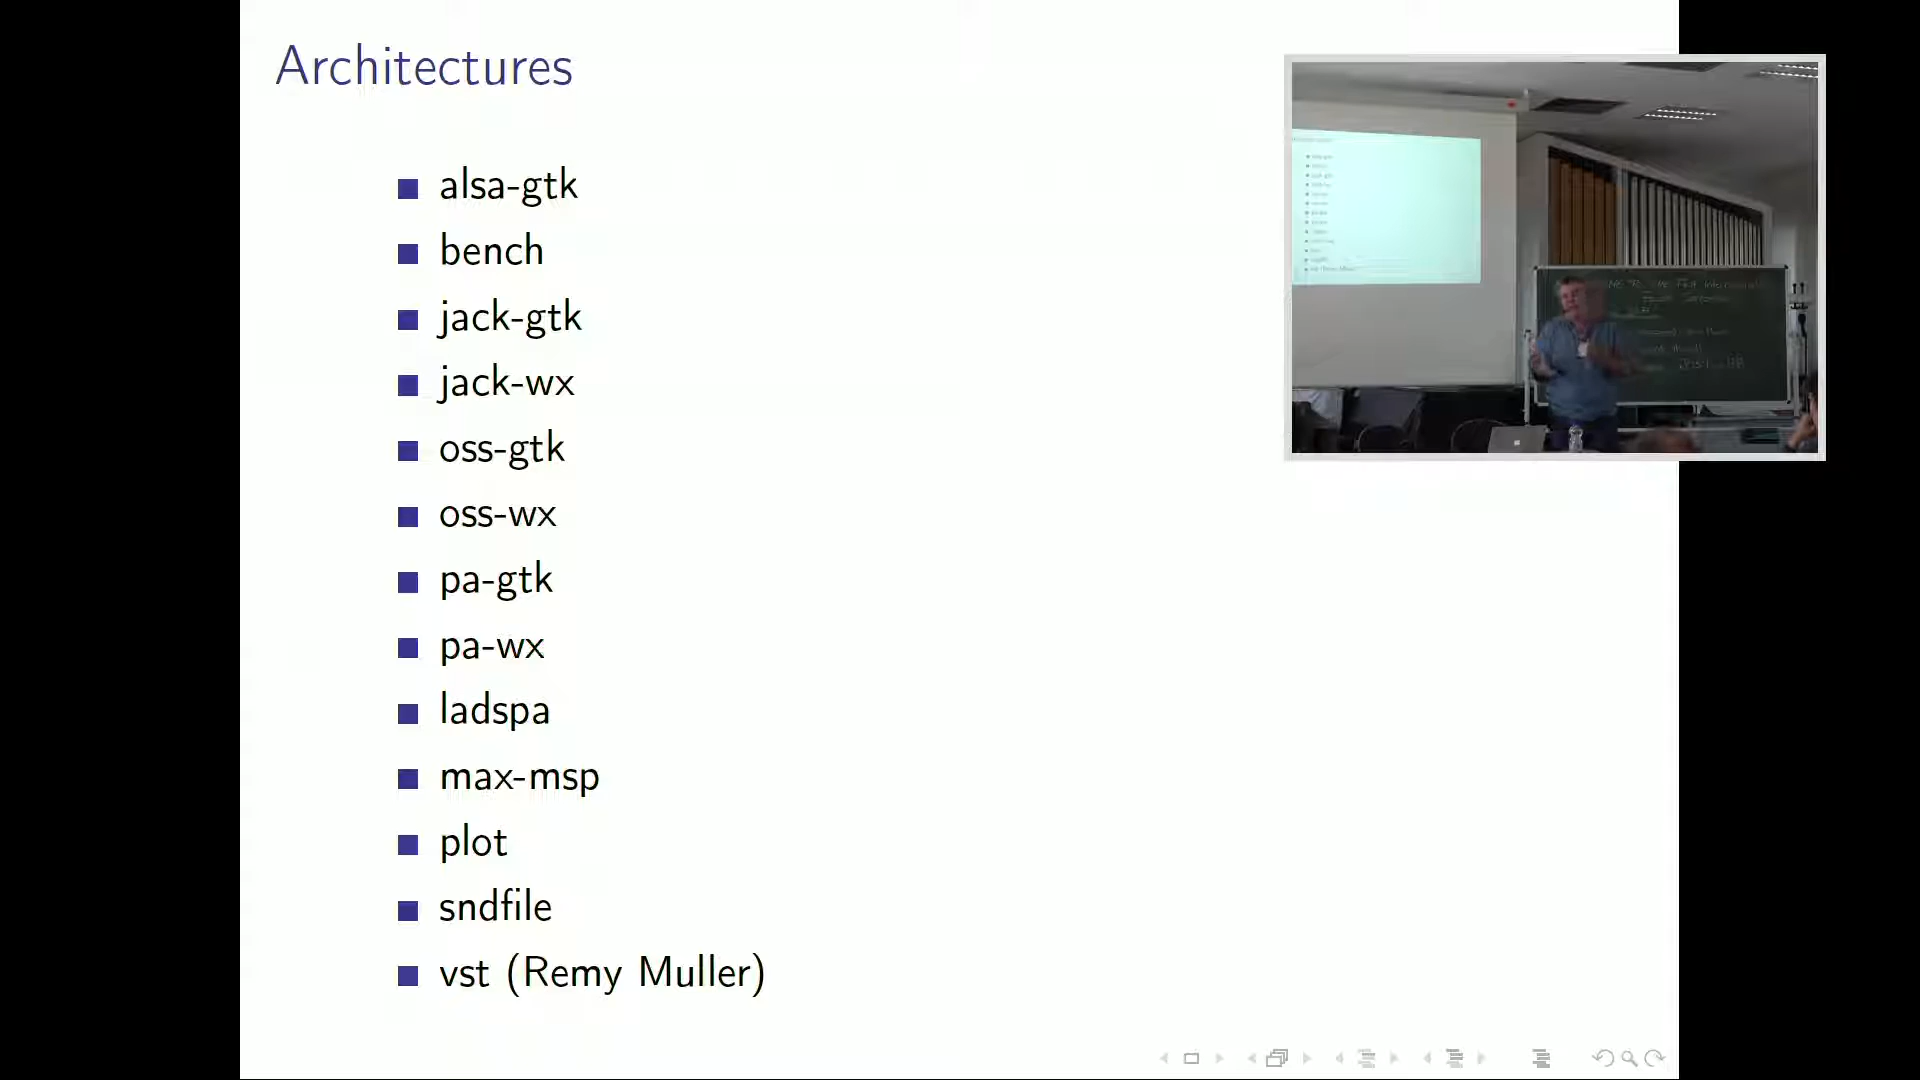 Architectures
alsa-gtk
bench
jack-gtk
jack-wx
oss-gtk
oss-wx
pa-gtk
pa-wx
ladspa
max-msp
plot
sndfile
vst (Remy Muller)